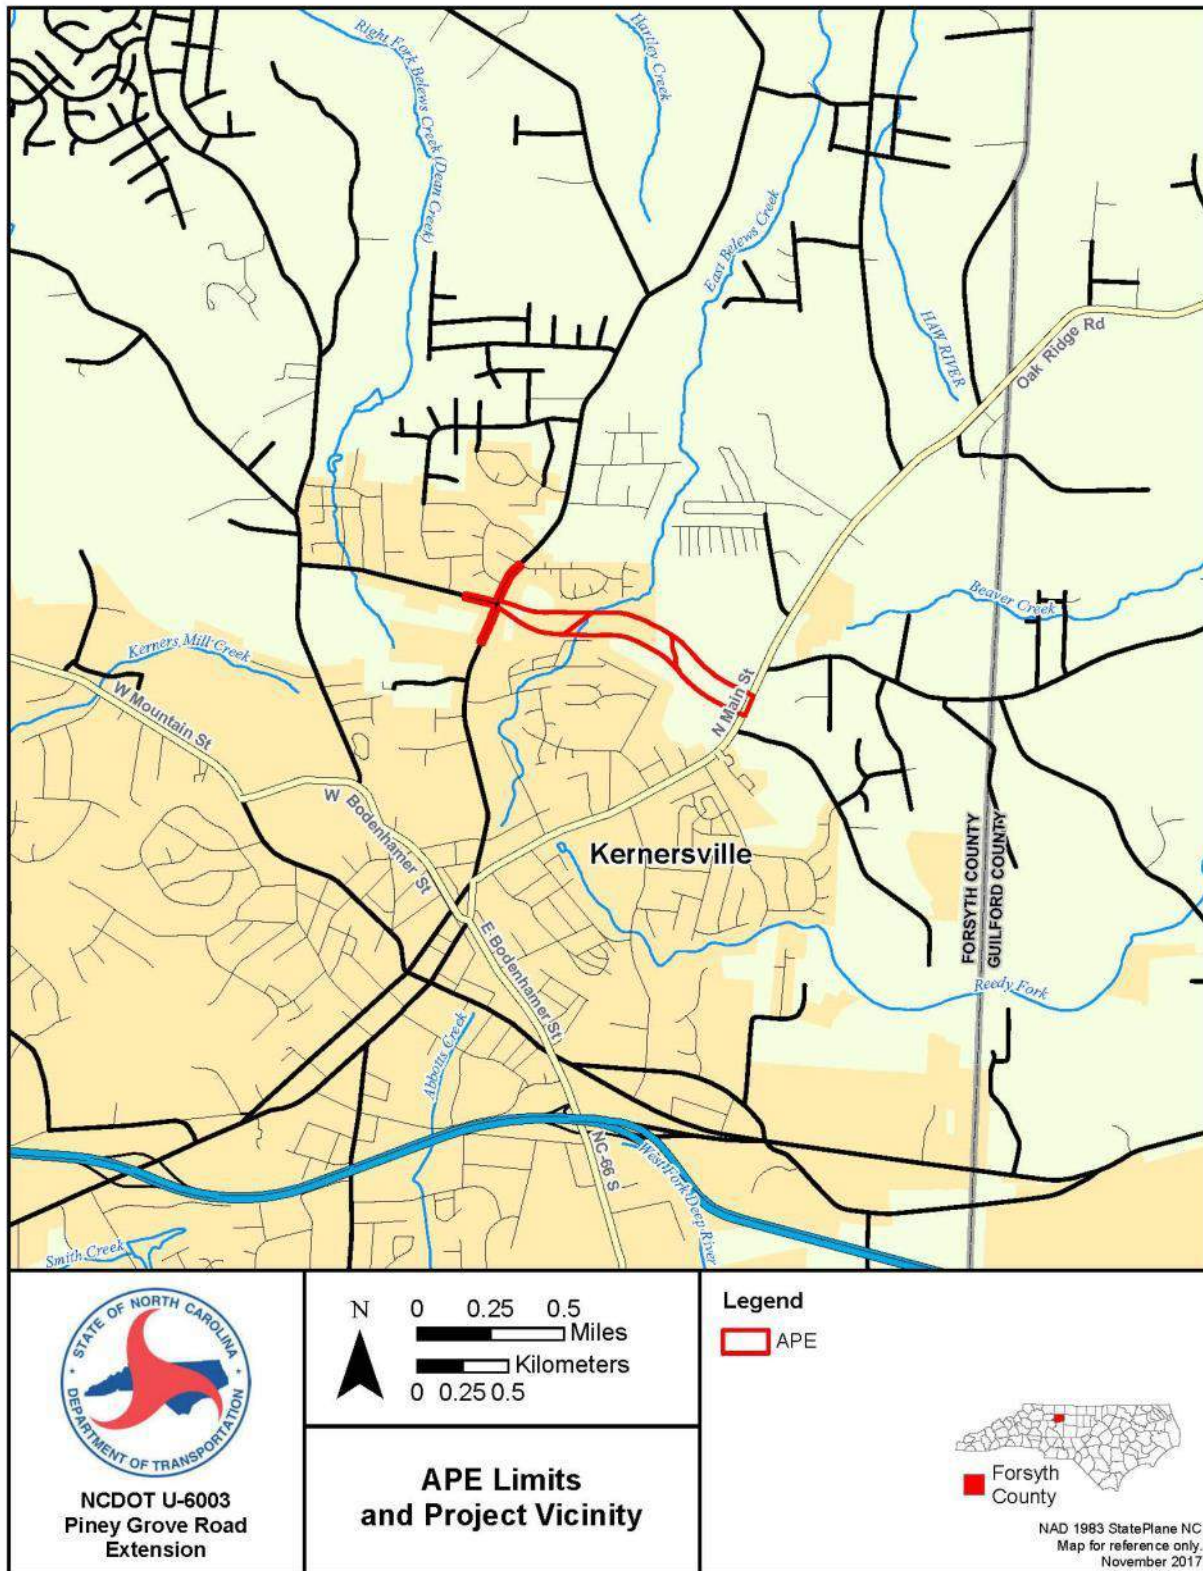 Right Fork Belews Creek (Dean Creek)
Hartley Creek
East Belews Creek
HAW RIVER
Oak Ridge Rd
Beaver Creek
Kerners Mill Creek
W Mountain St
N Main St
W Bodenhamer St
Kernersville
FORSYTH COUNTY
GUILFORD COUNTY
E Bodenhamer St
Reedy Fork
Abbotts Creek
NC-66 S
West Fork Deep River
Smith Creek
STATE OF NORTH CAROLINA
DEPARTMENT OF TRANSPORTATION
NCDOT U-6003
Piney Grove Road
Extension
N
0 0.25 0.5
Miles
Kilometers
0 0.25 0.5
APE Limits
and Project Vicinity
Legend
APE
Forsyth
County
NAD 1983 StatePlane NC
Map for reference only.
November 2017